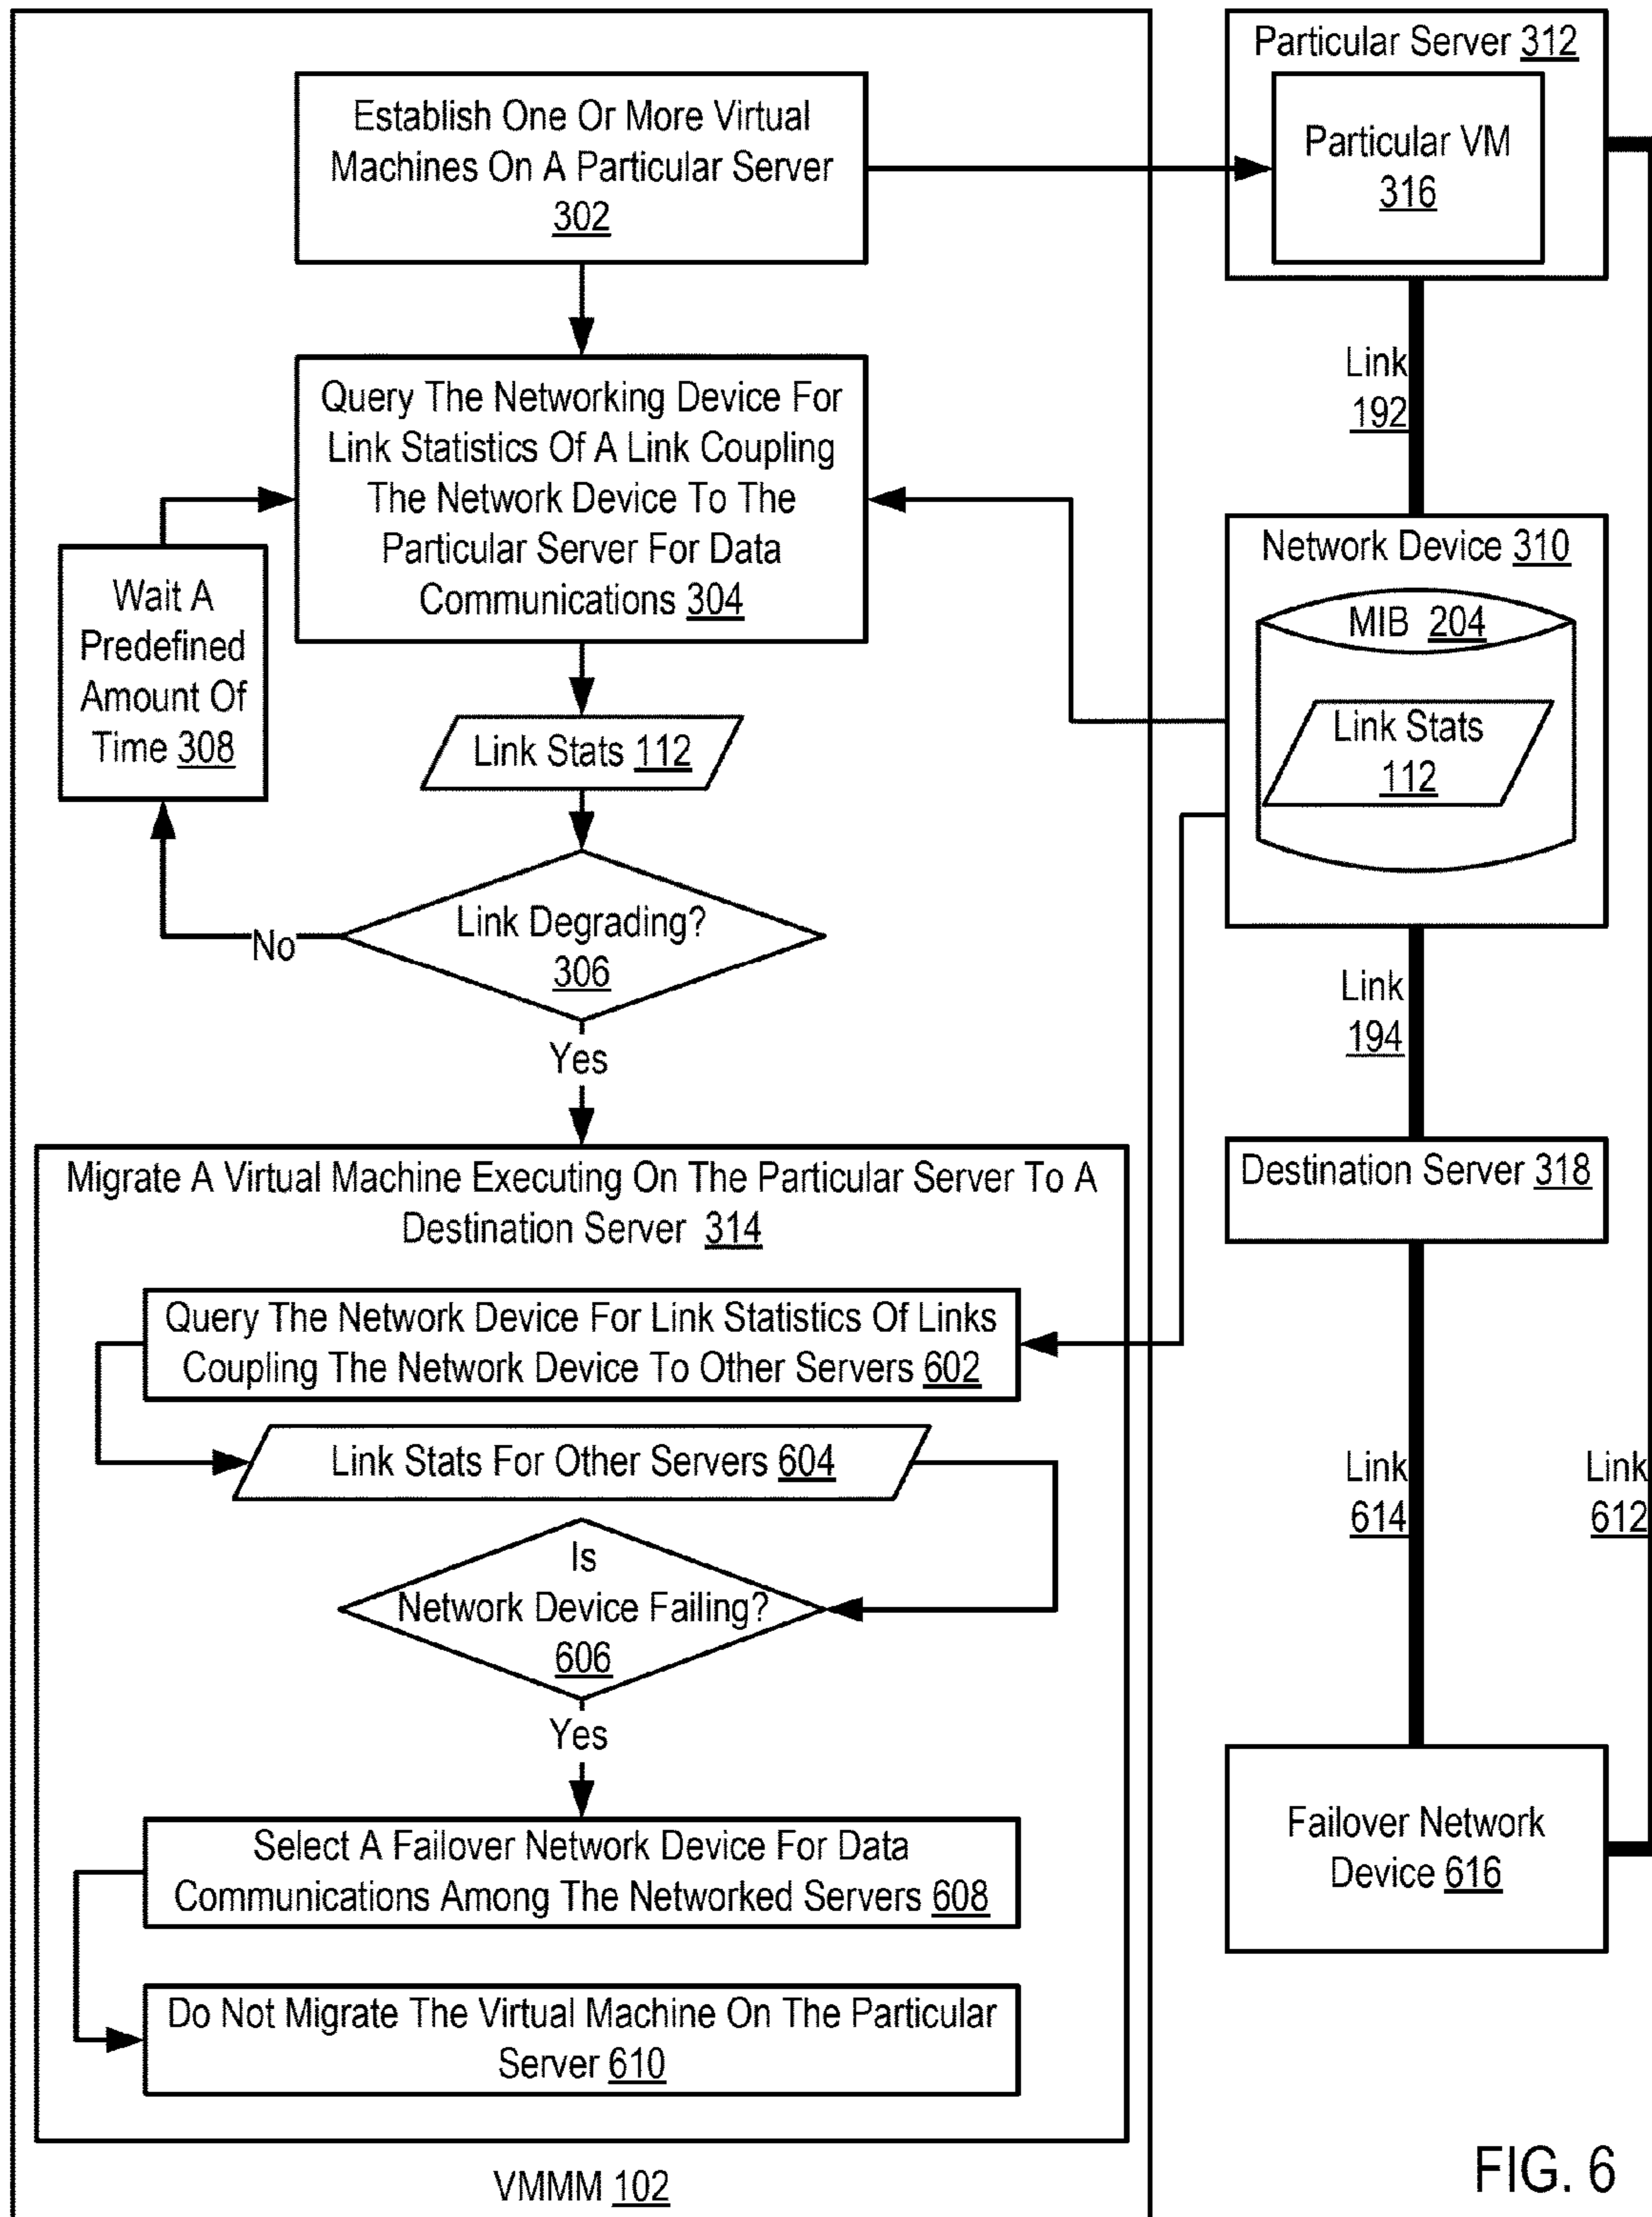 Establish One Or More Virtual
Machines On A Particular Server
302
Query The Networking Device For
Link Statistics Of A Link Coupling
The Network Device To The
Particular Server For Data
Communications 304
Wait A
Predefined
Amount Of
Time 308
Link Stats 112
Link Degrading?
306
No
Yes
Migrate A Virtual Machine Executing On The Particular Server To A
Destination Server 314
Query The Network Device For Link Statistics Of Links
Coupling The Network Device To Other Servers 602
Link Stats For Other Servers 604
Is
Network Device Failing?
606
Yes
Select A Failover Network Device For Data
Communications Among The Networked Servers 608
Do Not Migrate The Virtual Machine On The Particular
Server 610
VMMM 102
Particular Server 312
Particular VM
316
Link
192
Network Device 310
MIB 204
Link Stats
112
Link
194
Destination Server 318
Link
614
Link
612
Failover Network
Device 616
FIG. 6